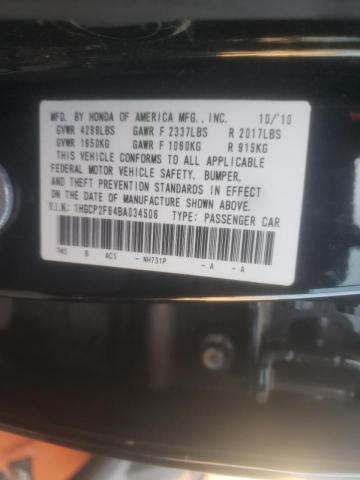 MFD. BY HONDA OF AMERICA MFG., INC. 10/'10
GVWR 4299LBS GAWR F 2337LBS R 2017LBS
GVWR 1950KG GAWR F 1060KG R 915KG
THIS VEHICLE CONFORMS TO ALL APPLICABLE
FEDERAL MOTOR VEHICLE SAFETY, BUMPER,
AND THEFT PREVENTION STANDARDS IN EFFECT
ON THE DATE OF MANUFACTURE SHOWN ABOVE.
V.I.N.: 1HGCP2F64BA034506 TYPE: PASSENGER CAR
B ACS - NH731P - A - A